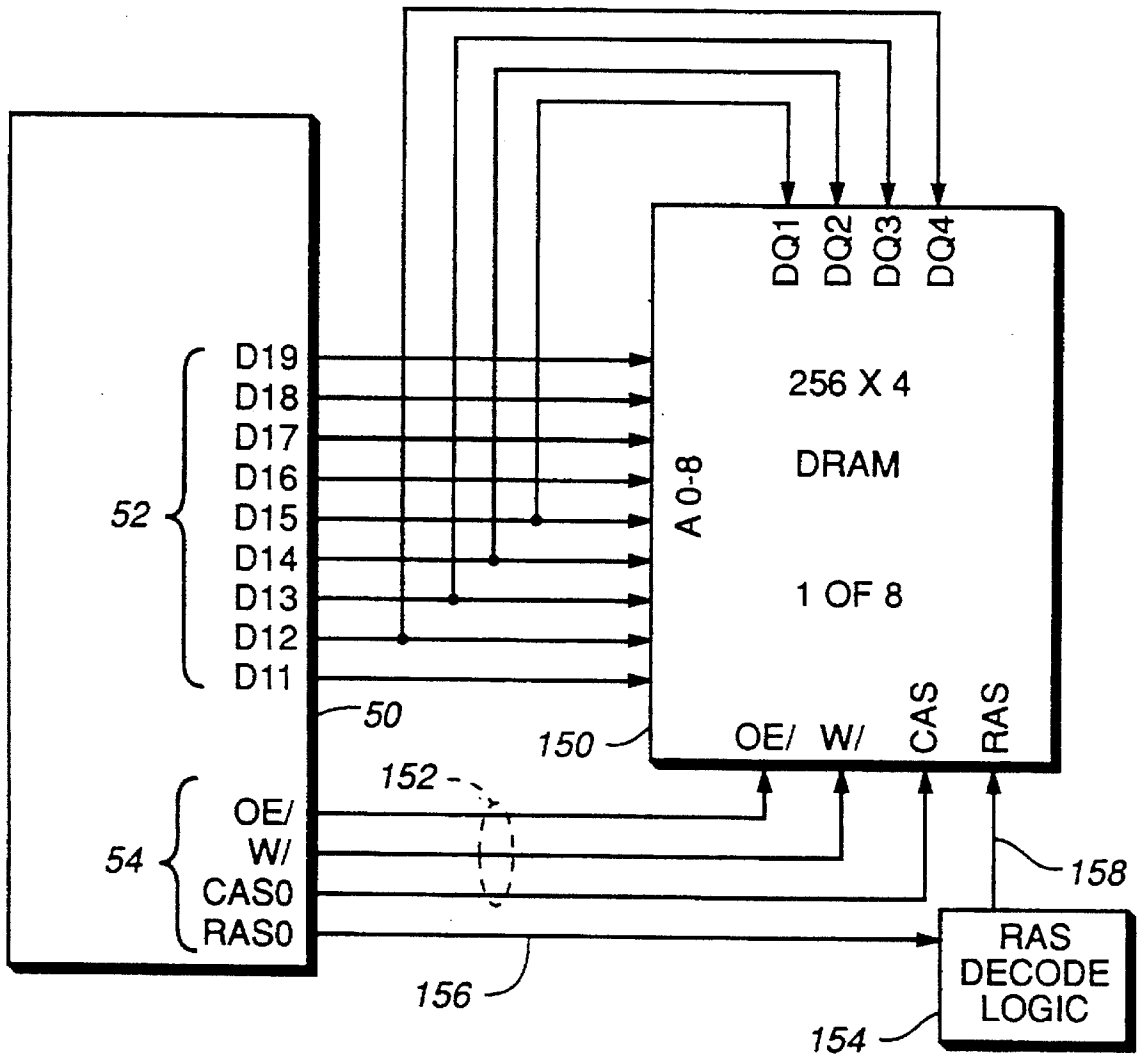 DQ1
DQ2
DQ3
DQ4
D19
D18
D17
D16
D15
D14
D13
D12
D11
52
A 0-8
256 X 4
DRAM
1 OF 8
50
150
OE/
W/
CAS
RAS
152
54
OE/
W/
CAS0
RAS0
156
158
RAS
DECODE
LOGIC
154